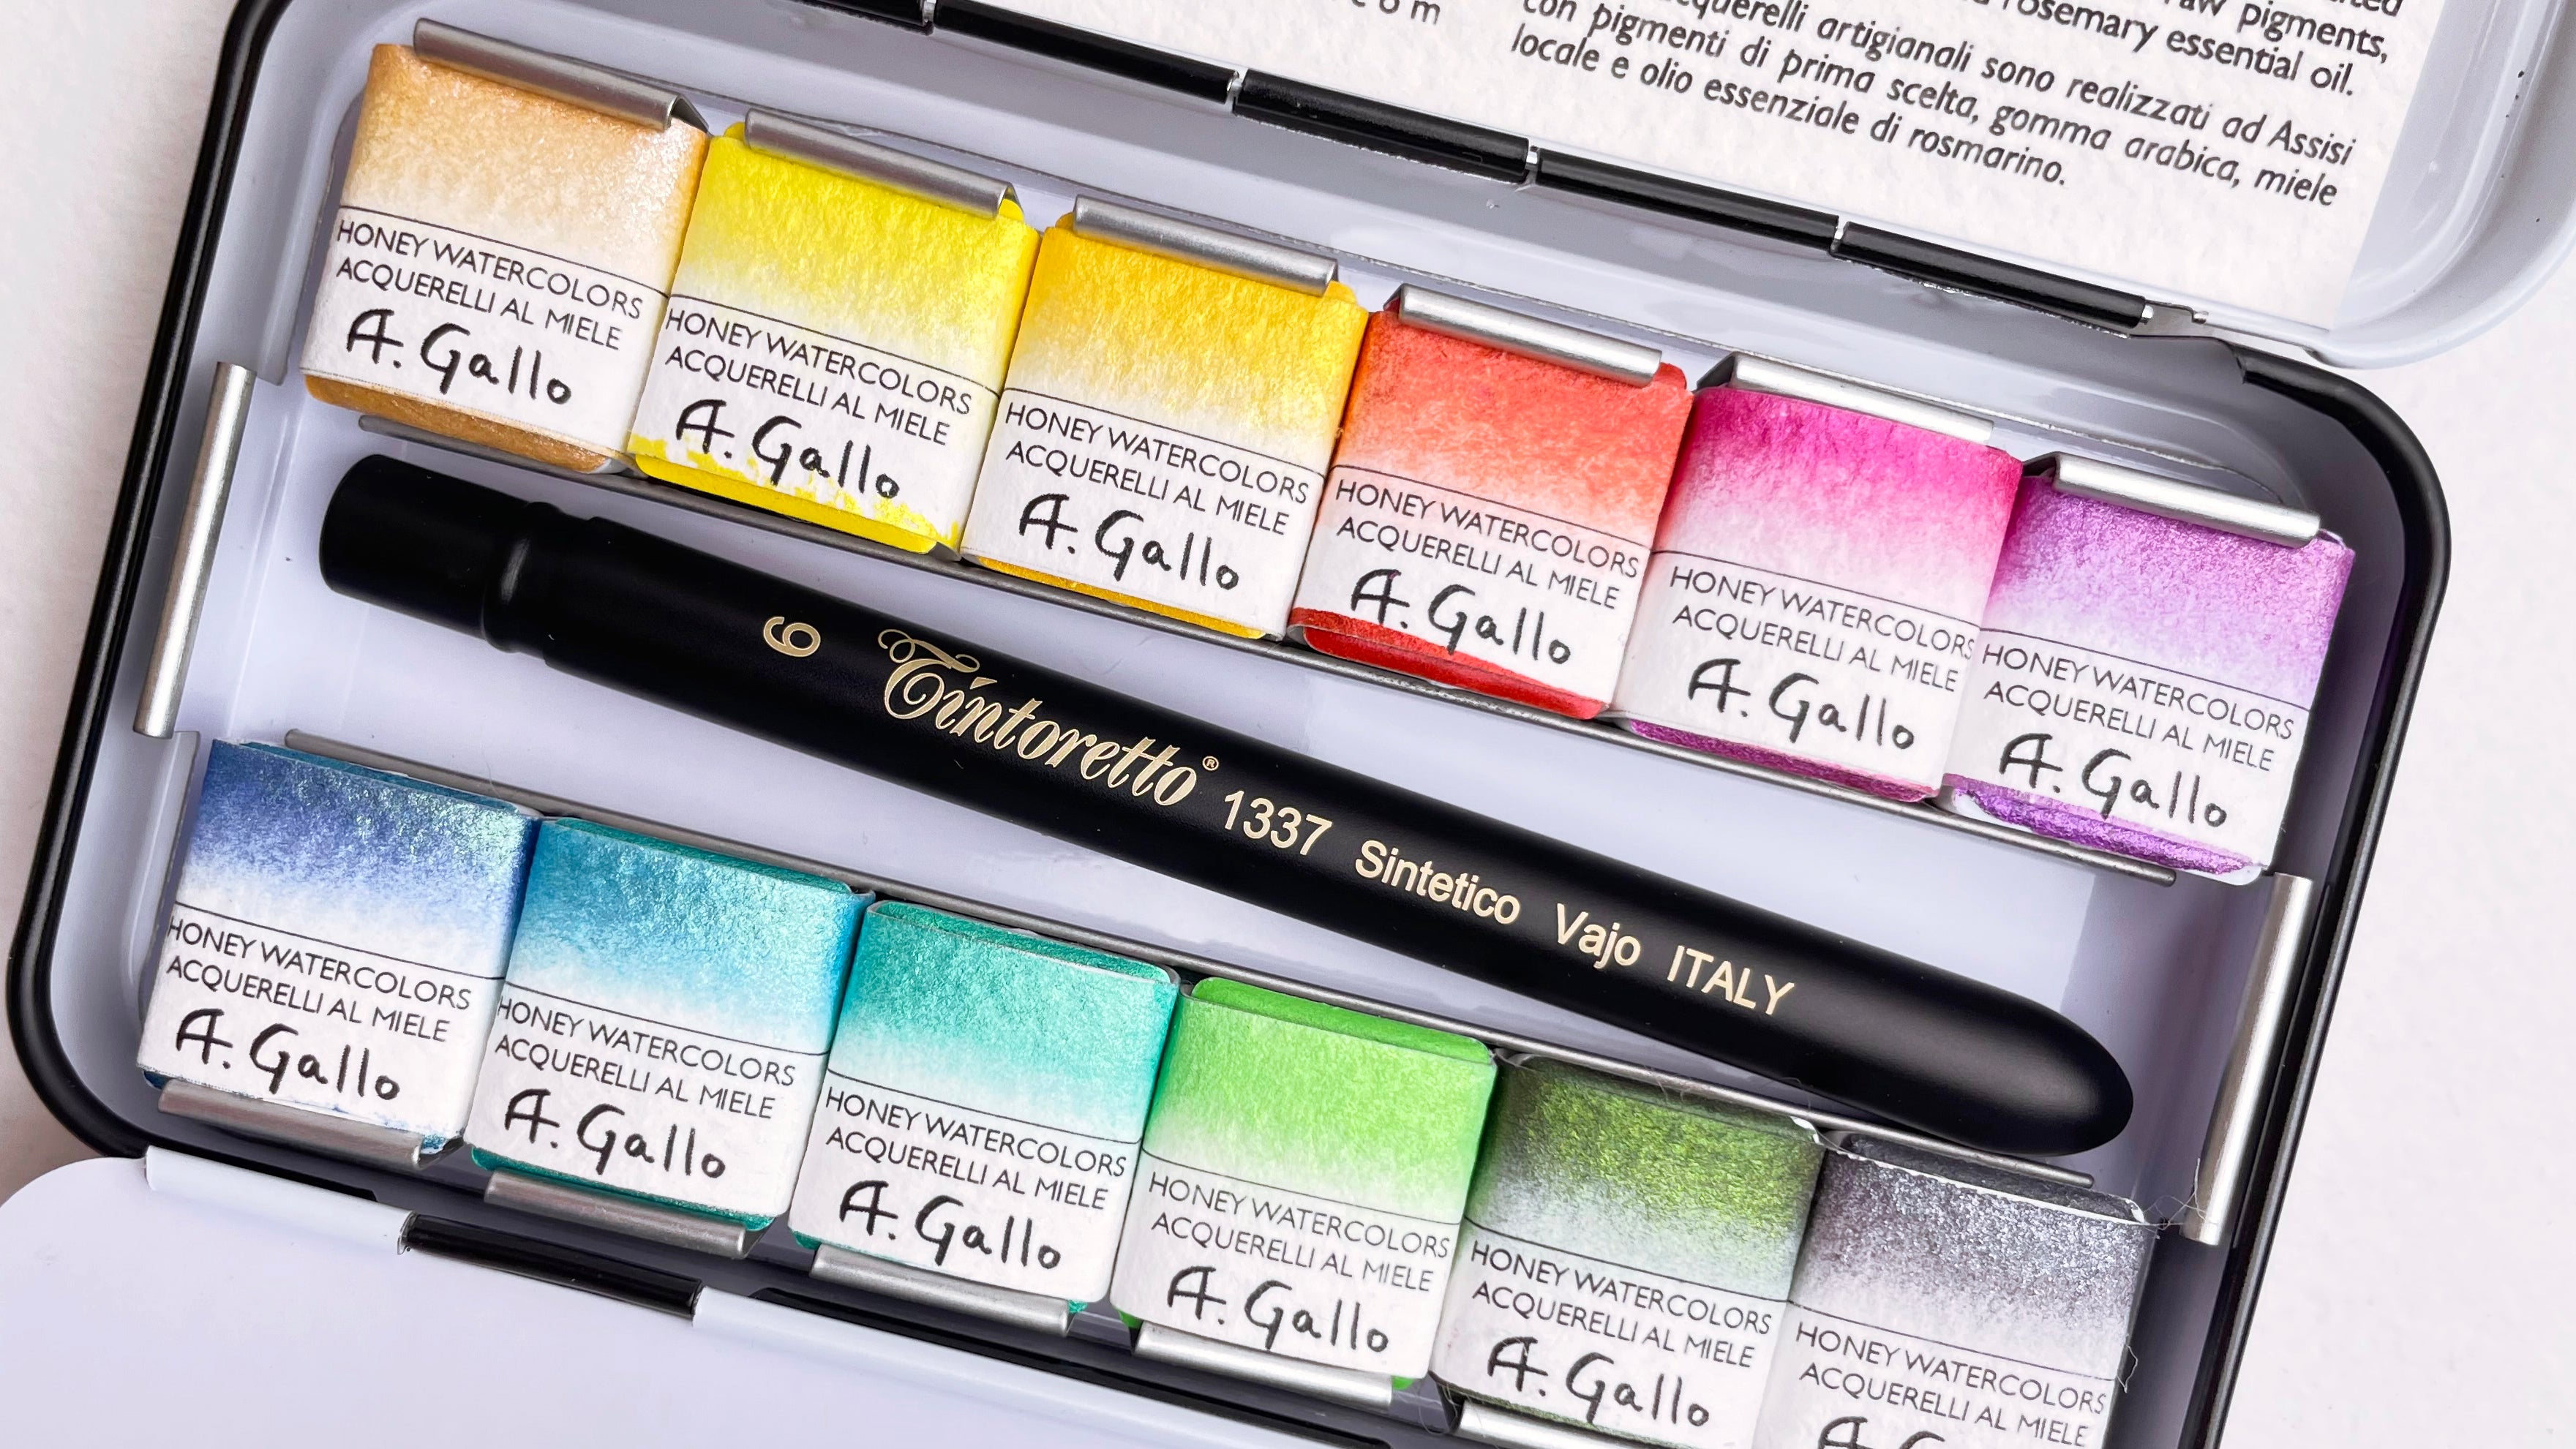 com
raw pigments,
rosemary essential oil.
acquerelli artigianali sono realizzati ad Assisi
con pigmenti di prima scelta, gomma arabica, miele
locale e olio essenziale di rosmarino.
HONEY WATERCOLORS
ACQUERELLI AL MIELE
A. Gallo
HONEY WATERCOLORS
ACQUERELLI AL MIELE
A. Gallo
HONEY WATERCOLORS
ACQUERELLI AL MIELE
A. Gallo
HONEY WATERCOLORS
ACQUERELLI AL MIELE
A. Gallo
HONEY WATERCOLORS
ACQUERELLI AL MIELE
A. Gallo
HONEY WATERCOLORS
ACQUERELLI AL MIELE
A. Gallo
6 Tintoretto® 1337 Sintetico Vajo ITALY
HONEY WATERCOLORS
ACQUERELLI AL MIELE
A. Gallo
HONEY WATERCOLORS
ACQUERELLI AL MIELE
A. Gallo
HONEY WATERCOLORS
ACQUERELLI AL MIELE
A. Gallo
HONEY WATERCOLORS
ACQUERELLI AL MIELE
A. Gallo
HONEY WATERCOLORS
ACQUERELLI AL MIELE
A. Gallo
HONEY WATERCOLORS
ACQUERELLI AL MIELE